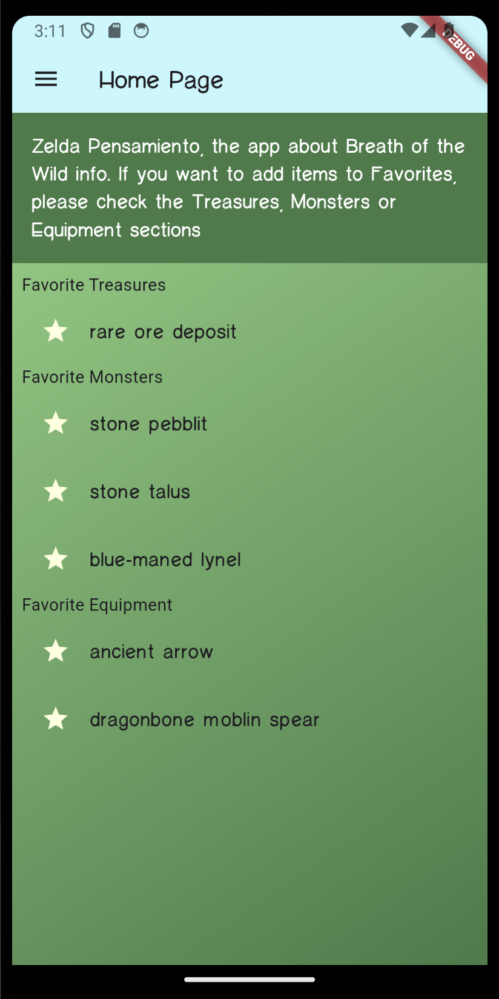 3:11
DEBUG
Home Page
Zelda Pensamiento, the app about Breath of the
Wild info. If you want to add items to Favorites,
please check the Treasures, Monsters or
Equipment sections
Favorite Treasures
rare ore deposit
Favorite Monsters
stone pebblit
stone talus
blue-maned lynel
Favorite Equipment
ancient arrow
dragonbone moblin spear